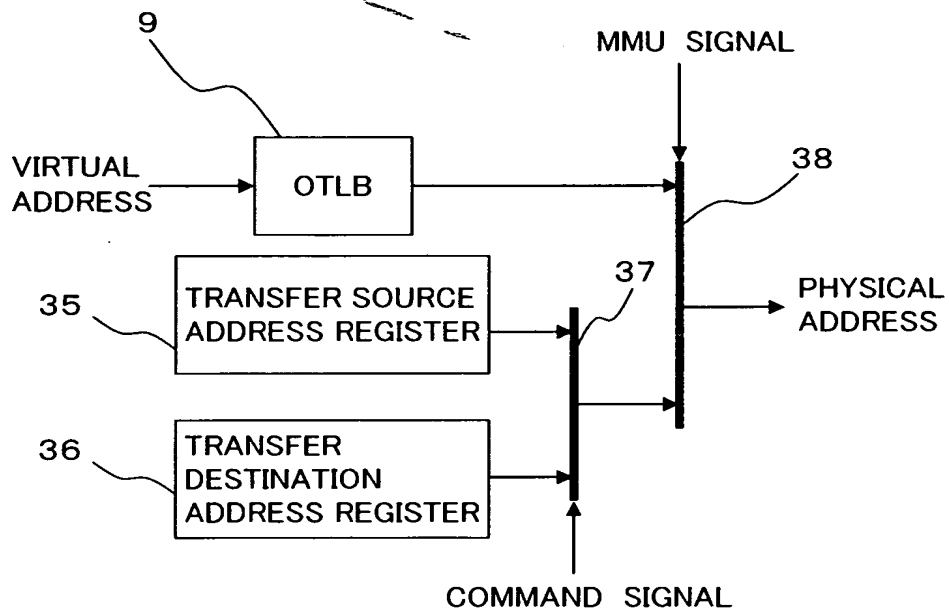 9
MMU SIGNAL
VIRTUAL
ADDRESS
OTLB
38
35
TRANSFER SOURCE
ADDRESS REGISTER
37
PHYSICAL
ADDRESS
36
TRANSFER
DESTINATION
ADDRESS REGISTER
COMMAND SIGNAL